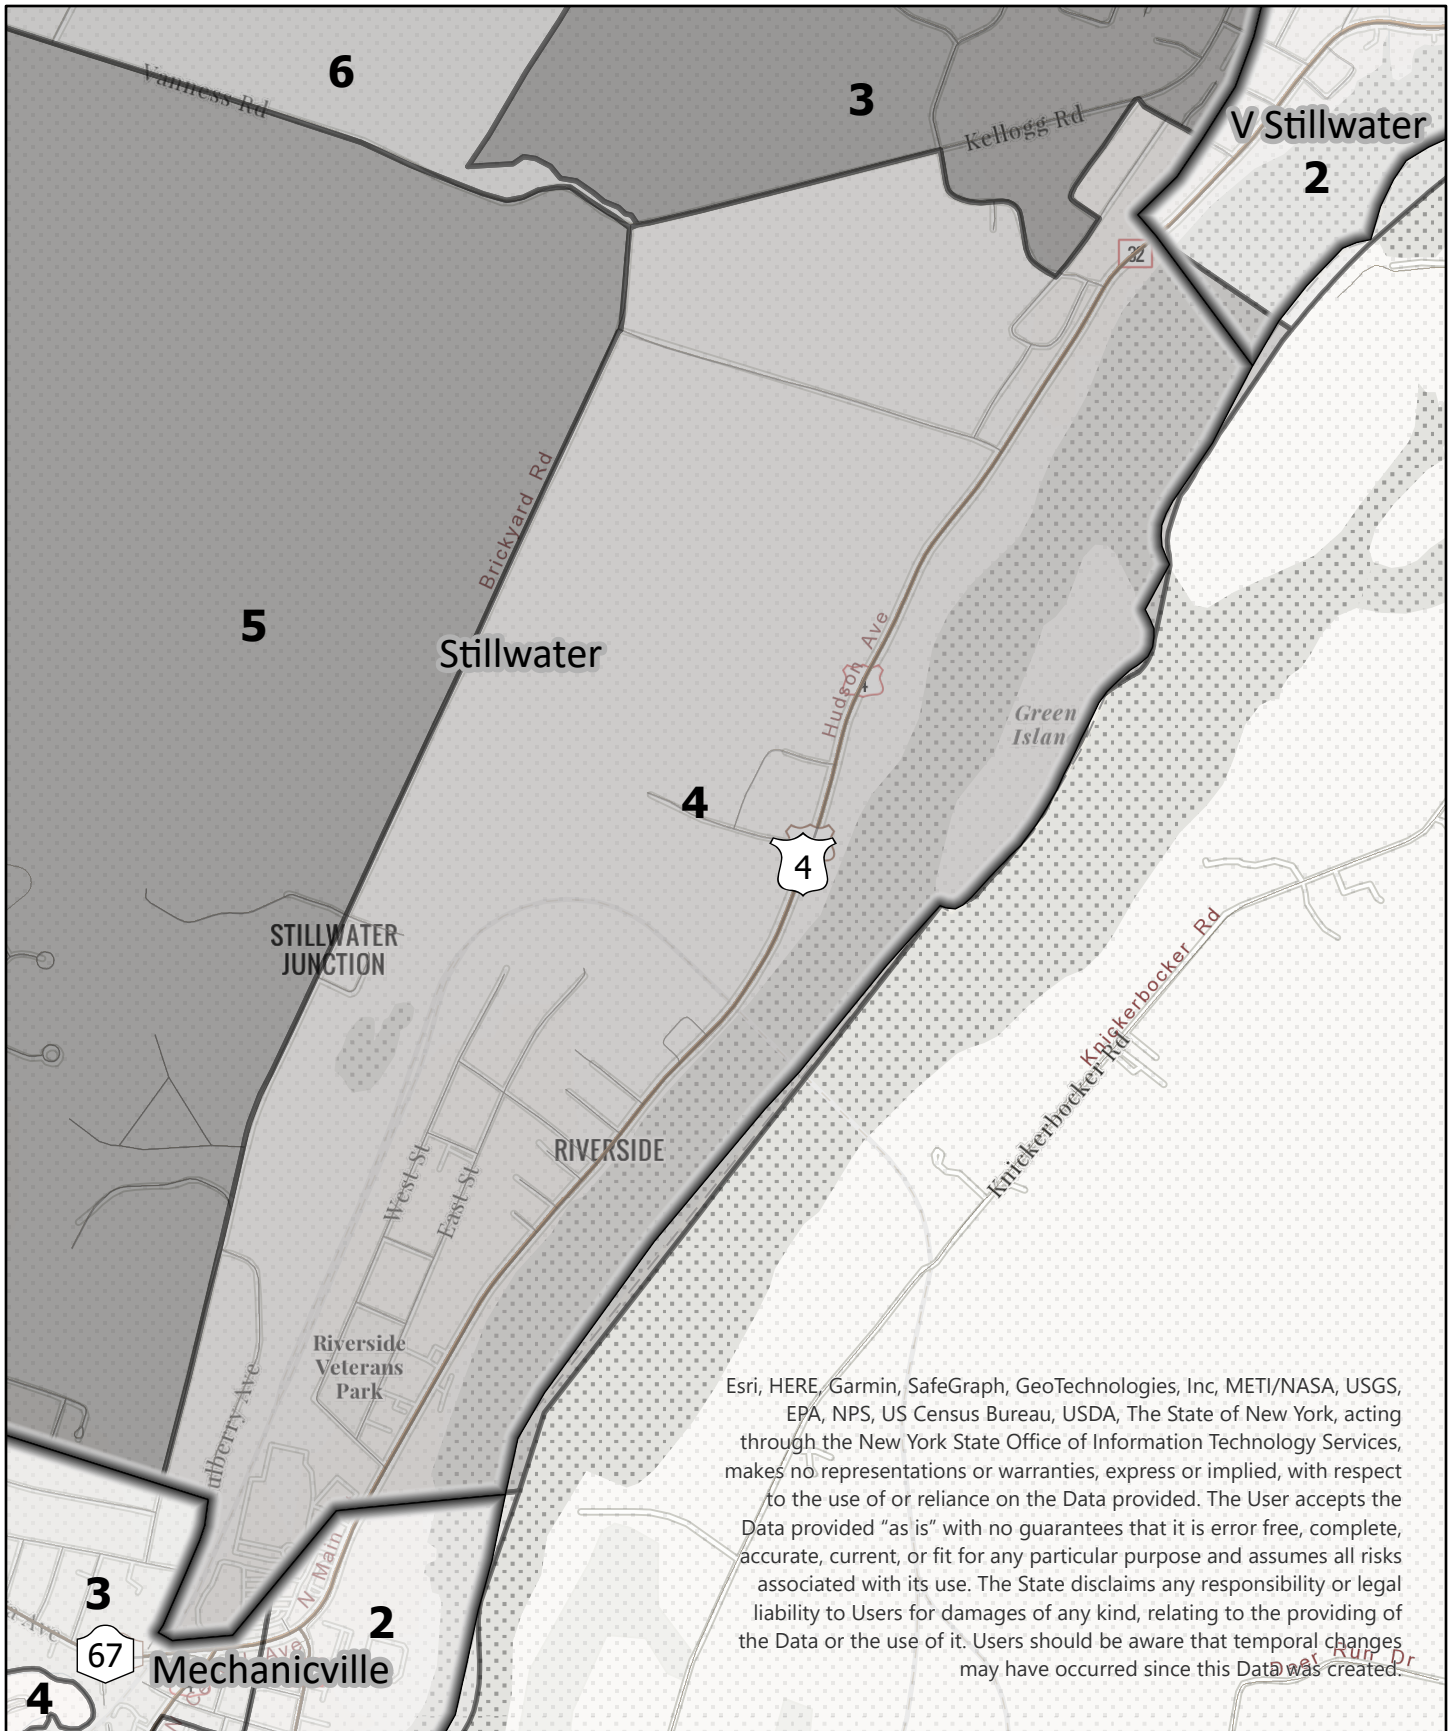 6
3
Vanness Rd
Kellogg Rd
V Stillwater
2
32
Brickyard Rd
5
Stillwater
Hudson Ave
4
Green
4
4
STILLWATER
JUNCTION
Knickerbocker Rd
Knickerbocker Rd
RIVERSIDE
West St
East St
Riverside
Veterans
Park
Esri, HERE, Garmin, SafeGraph, GeoTechnologies, Inc, METI/NASA, USGS,
EPA, NPS, US Census Bureau, USDA, The State of New York, acting
through the New York State Office of Information Technology Services,
makes no representations or warranties, express or implied, with respect
to the use of or reliance on the Data provided. The User accepts the
Data provided “as is” with no guarantees that it is error free, complete,
accurate, current, or fit for any particular purpose and assumes all risks
associated with its use. The State disclaims any responsibility or legal
liability to Users for damages of any kind, relating to the providing of
the Data or the use of it. Users should be aware that temporal changes
may have occurred since this Data was created.
ulberry Ave
N Main
3
2
67
Mechanicville
Ave
4
Deer Run Dr